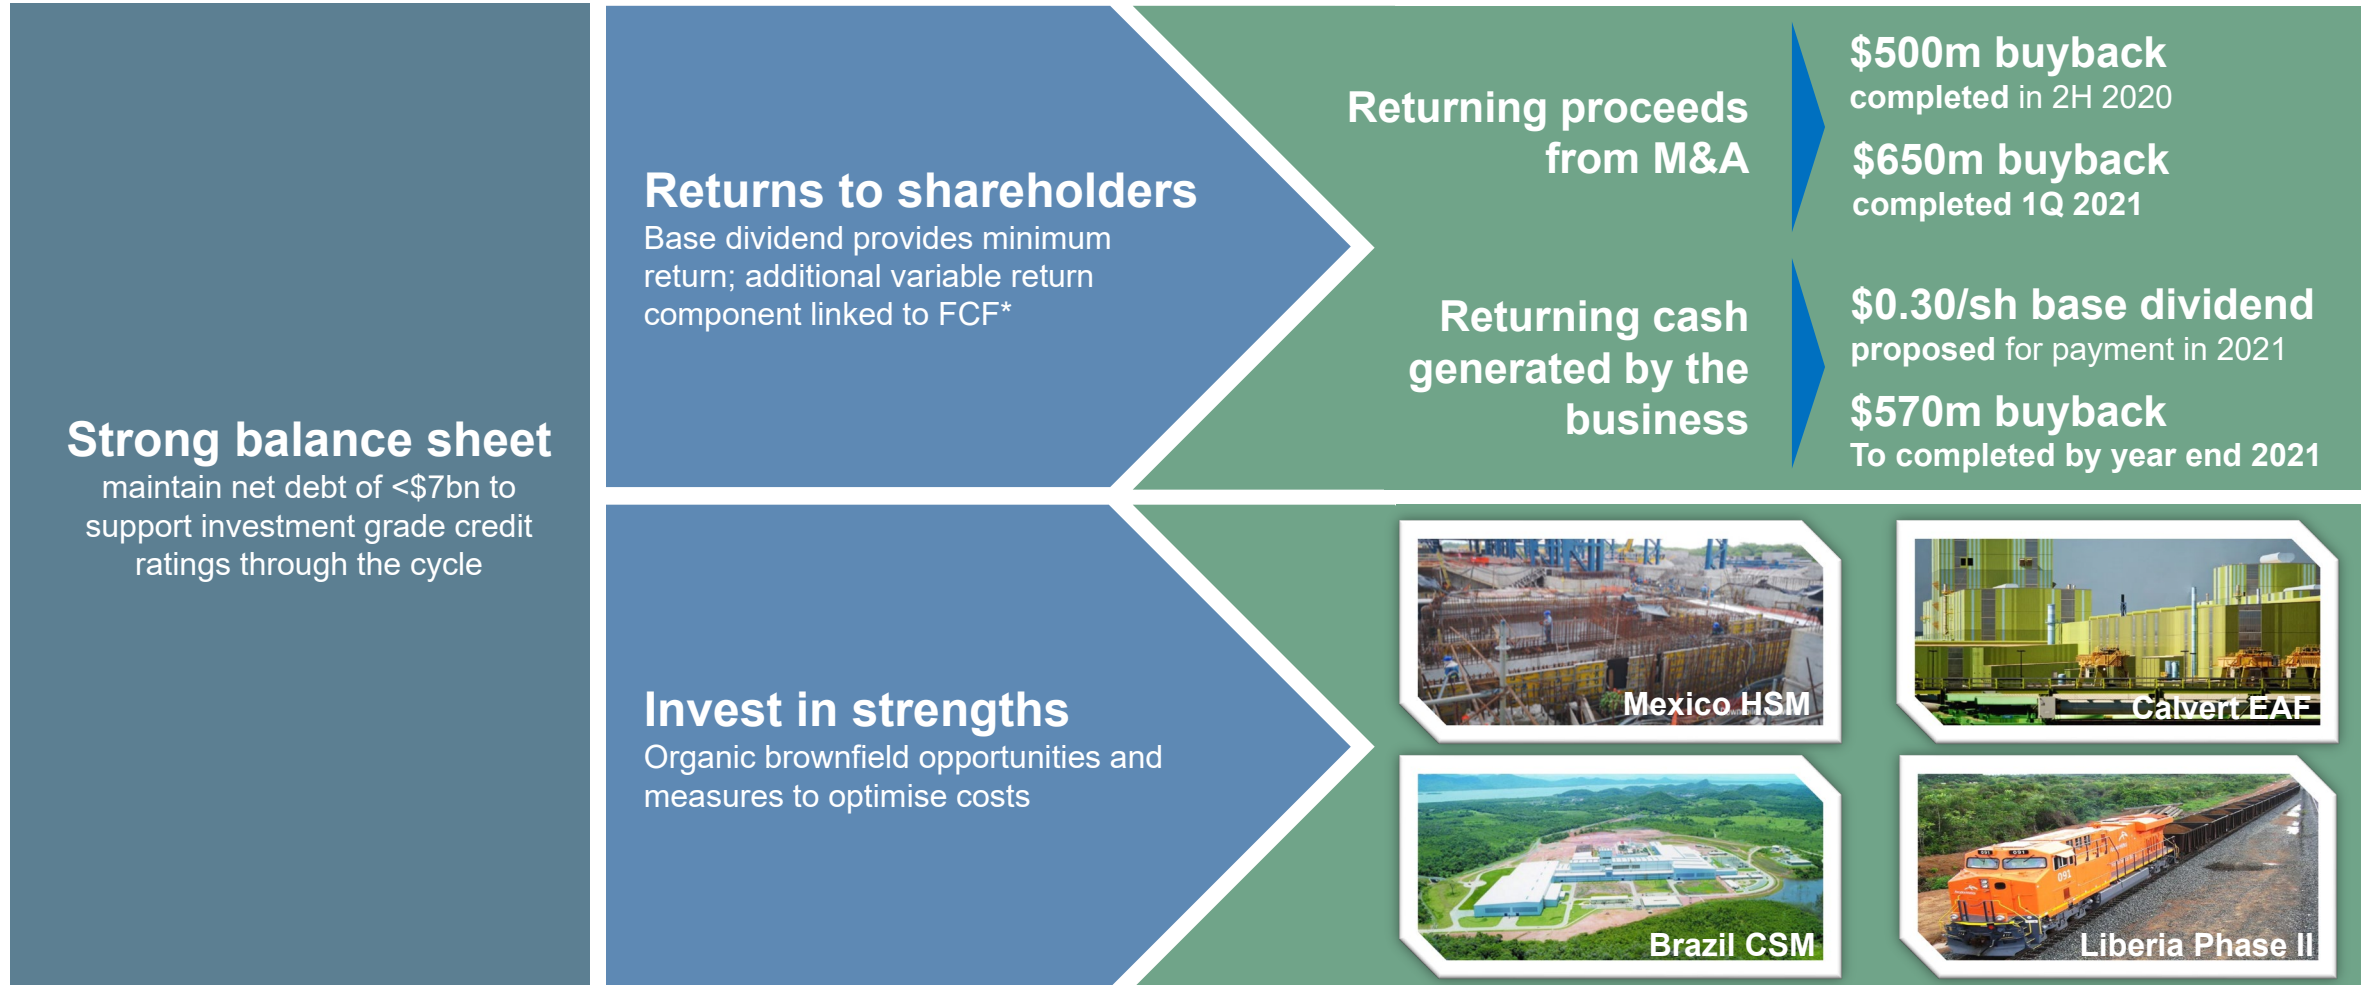 Strong balance sheet
maintain net debt of <$7bn to
support investment grade credit
ratings through the cycle
Returns to shareholders
Base dividend provides minimum
return; additional variable return
component linked to FCF*
Returning proceeds
from M&A
$500m buyback
completed in 2H 2020
$650m buyback
completed 1Q 2021
Returning cash
generated by the
business
$0.30/sh base dividend
proposed for payment in 2021
$570m buyback
To completed by year end 2021
Invest in strengths
Organic brownfield opportunities and
measures to optimise costs
Mexico HSM
Calvert EAF
Brazil CSM
091
091
091
Liberia Phase II